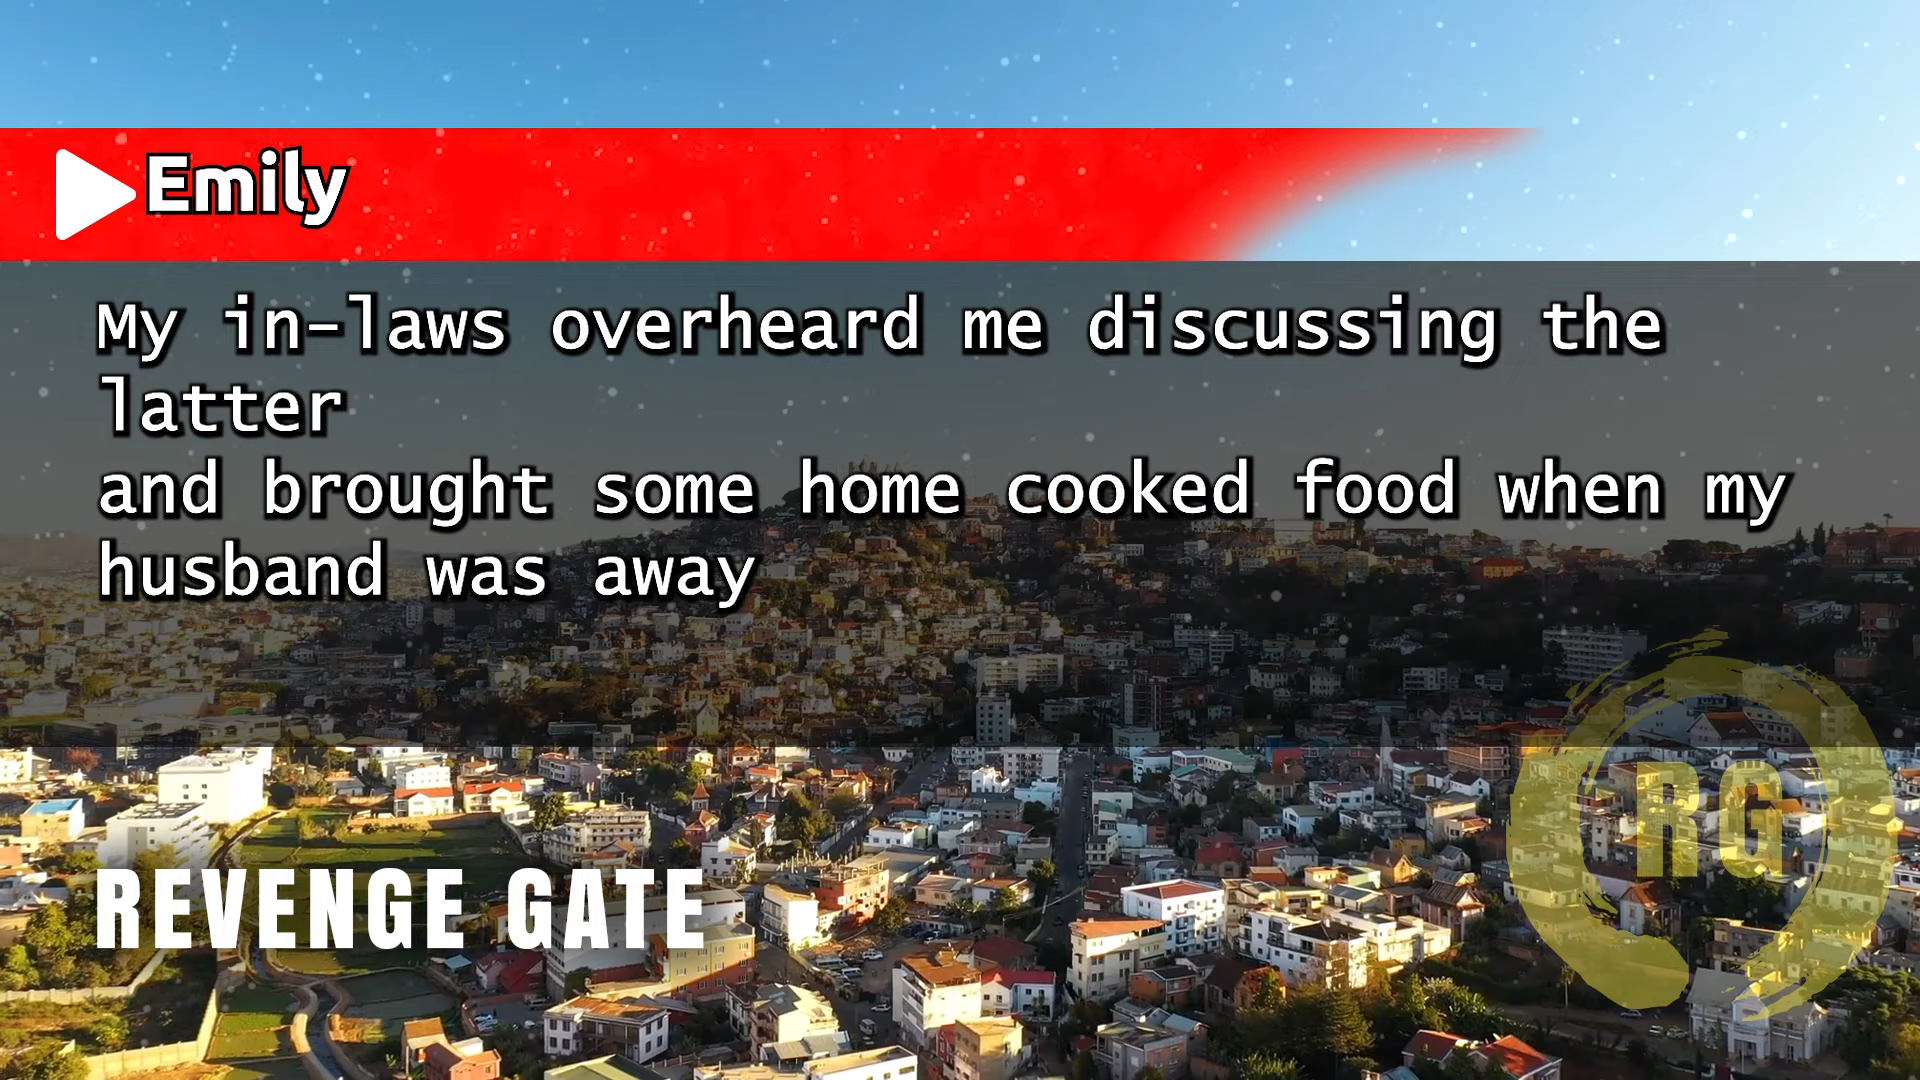 Emily
My in-laws overheard me discussing the
latter
and brought some home cooked food when my
husband was away
REVENGE GATE
RG